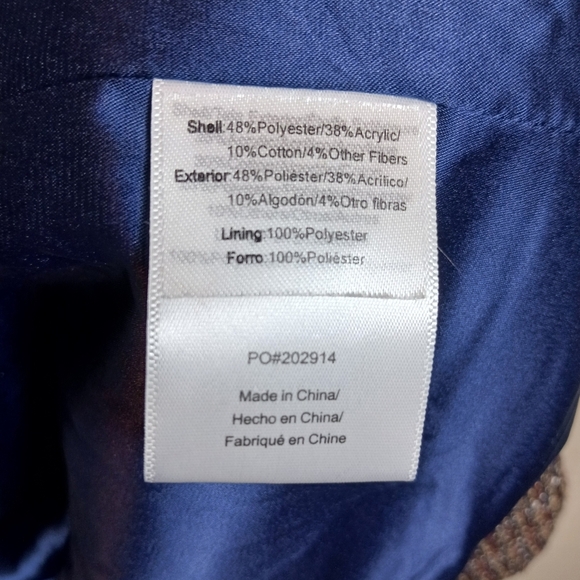 Shell:48%Polyester/38%Acrylic/
10%Cotton/4%Other Fibers
Exterior:48%Poliéster/38%Acrílico/
10%Algodón/4%Otro fibras
Lining:100%Polyester
Forro:100%Poliéster
PO#202914
Made in China/
Hecho en China/
Fabriqué en Chine